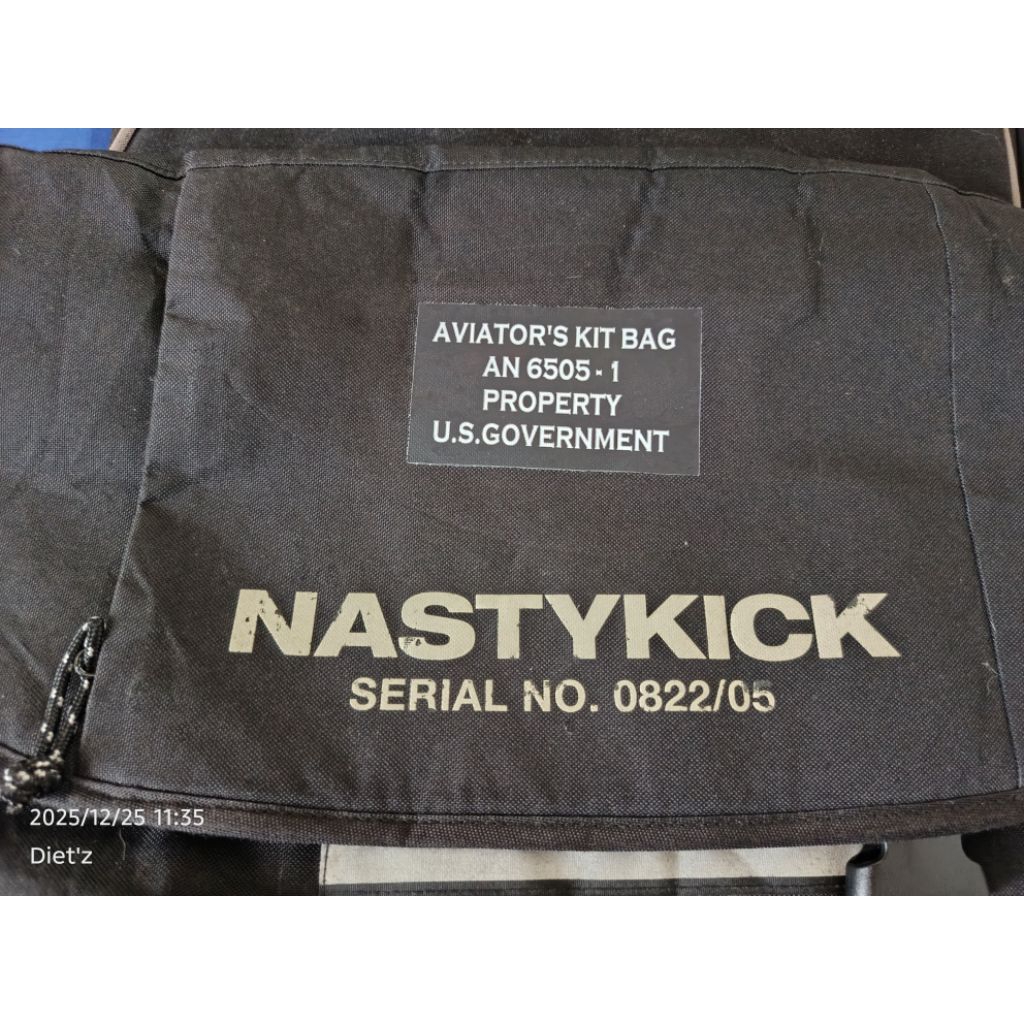 AVIATOR'S KIT BAG
AN 6505 - 1
PROPERTY
U.S.GOVERNMENT
NASTYKICK
SERIAL NO. 0822/05
2025/12/25 11:35
Diet'z